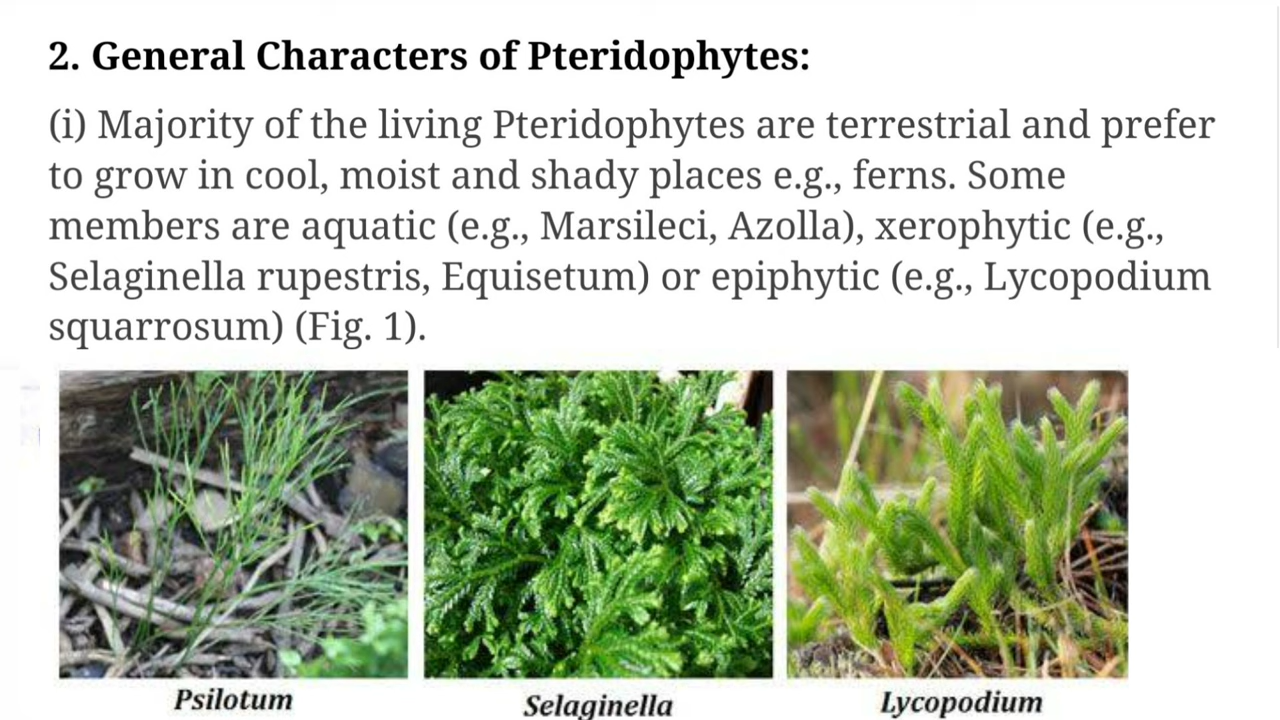 2. General Characters of Pteridophytes:
(i) Majority of the living Pteridophytes are terrestrial and prefer
to grow in cool, moist and shady places e.g., ferns. Some
members are aquatic (e.g., Marsileci, Azolla), xerophytic (e.g.,
Selaginella rupestris, Equisetum) or epiphytic (e.g., Lycopodium
squarrosum) (Fig. 1).
Psilotum
Selaginella
Lycopodium